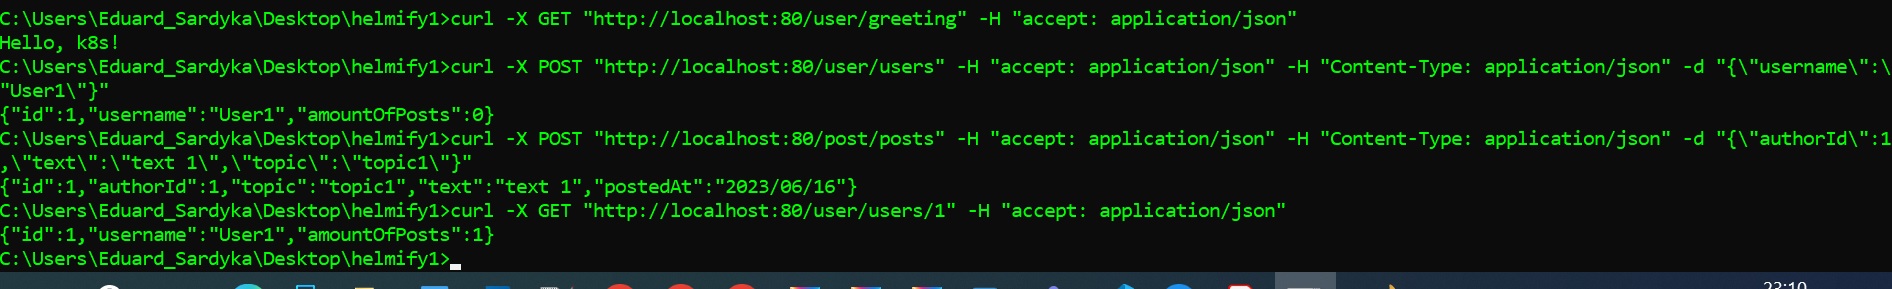 C:\Users\Eduard_Sardyka\Desktop\helmify1>curl -X GET "http://localhost:80/user/greeting" -H "accept: application/json"
Hello, k8s!
C:\Users\Eduard_Sardyka\Desktop\helmify1>curl -X POST "http://localhost:80/user/users" -H "accept: application/json" -H "Content-Type: application/json" -d "{\"username\":\
"User1\"}"
{"id":1,"username":"User1","amountOfPosts":0}
C:\Users\Eduard_Sardyka\Desktop\helmify1>curl -X POST "http://localhost:80/post/posts" -H "accept: application/json" -H "Content-Type: application/json" -d "{\"authorId\":1
,\"text\":\"text 1\",\"topic\":\"topic1\"}"
{"id":1,"authorId":1,"topic":"topic1","text":"text 1","postedAt":"2023/06/16"}
C:\Users\Eduard_Sardyka\Desktop\helmify1>curl -X GET "http://localhost:80/user/users/1" -H "accept: application/json"
{"id":1,"username":"User1","amountOfPosts":1}
C:\Users\Eduard_Sardyka\Desktop\helmify1>
23:10